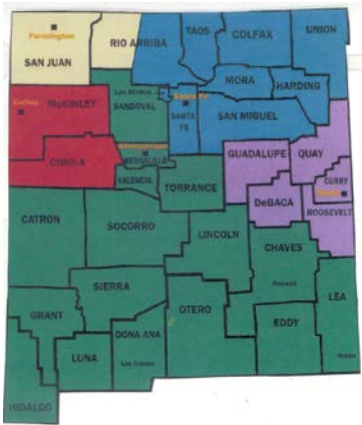 TAOS
COLFAX
UNION
Farmington
RIO ARRIBA
SAN JUAN
MORA
HARDING
Los Alamos
Santa Fe
Gallup
McKINLEY
SANDOVAL
SANTA
FE
SAN MIGUEL
Albuquerque
BERNALILLO
GUADALUPE
QUAY
CIBOLA
VALENCIA
CURRY
Clovis
TORRANCE
DeBACA
ROOSEVELT
CATRON
SOCORRO
LINCOLN
CHAVES
SIERRA
Roswell
LEA
GRANT
OTERO
EDDY
DONA ANA
LUNA
Las Cruces
Hobbs
HIDALGO